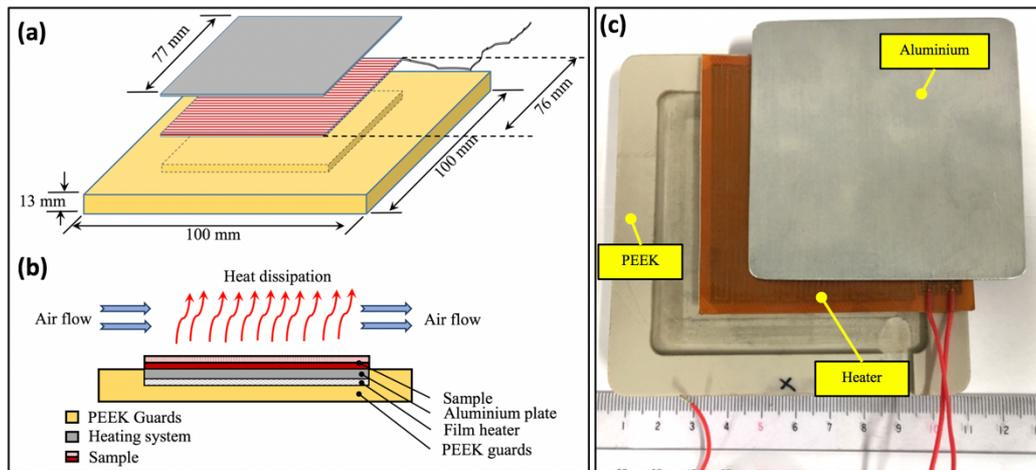 (a)
77 mm
76 mm
100 mm
13 mm
100 mm
(b)
Heat dissipation
Air flow
Air flow
Sample
Aluminium plate
Film heater
PEEK guards
PEEK Guards
Heating system
Sample
(c)
Aluminium
PEEK
Heater
1 2 3 4 5 6 7 8 9 10 11 12